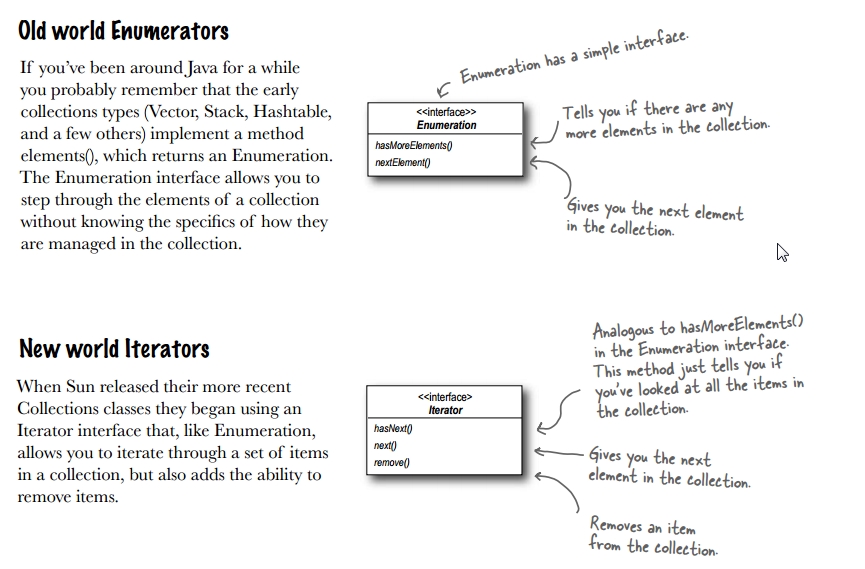 Old world Enumerators
If you've been around Java for a while
you probably remember that the early
collections types (Vector, Stack, Hashtable,
and a few others) implement a method
elements(), which returns an Enumeration.
The Enumeration interface allows you to
step through the elements of a collection
without knowing the specifics of how they
are managed in the collection.
Enumeration has a simple interface.
<<interface>>
Enumeration
hasMoreElements()
nextElement()
Tells you if there are any
more elements in the collection.
Gives you the next element
in the collection.
New world Iterators
When Sun released their more recent
Collections classes they began using an
Iterator interface that, like Enumeration,
allows you to iterate through a set of items
in a collection, but also adds the ability to
remove items.
<<interface>
Iterator
hasNext()
next()
remove()
Analogous to hasMoreElements()
in the Enumeration interface.
This method just tells you if
you've looked at all the items in
the collection.
Gives you the next
element in the collection.
Removes an item
from the collection.